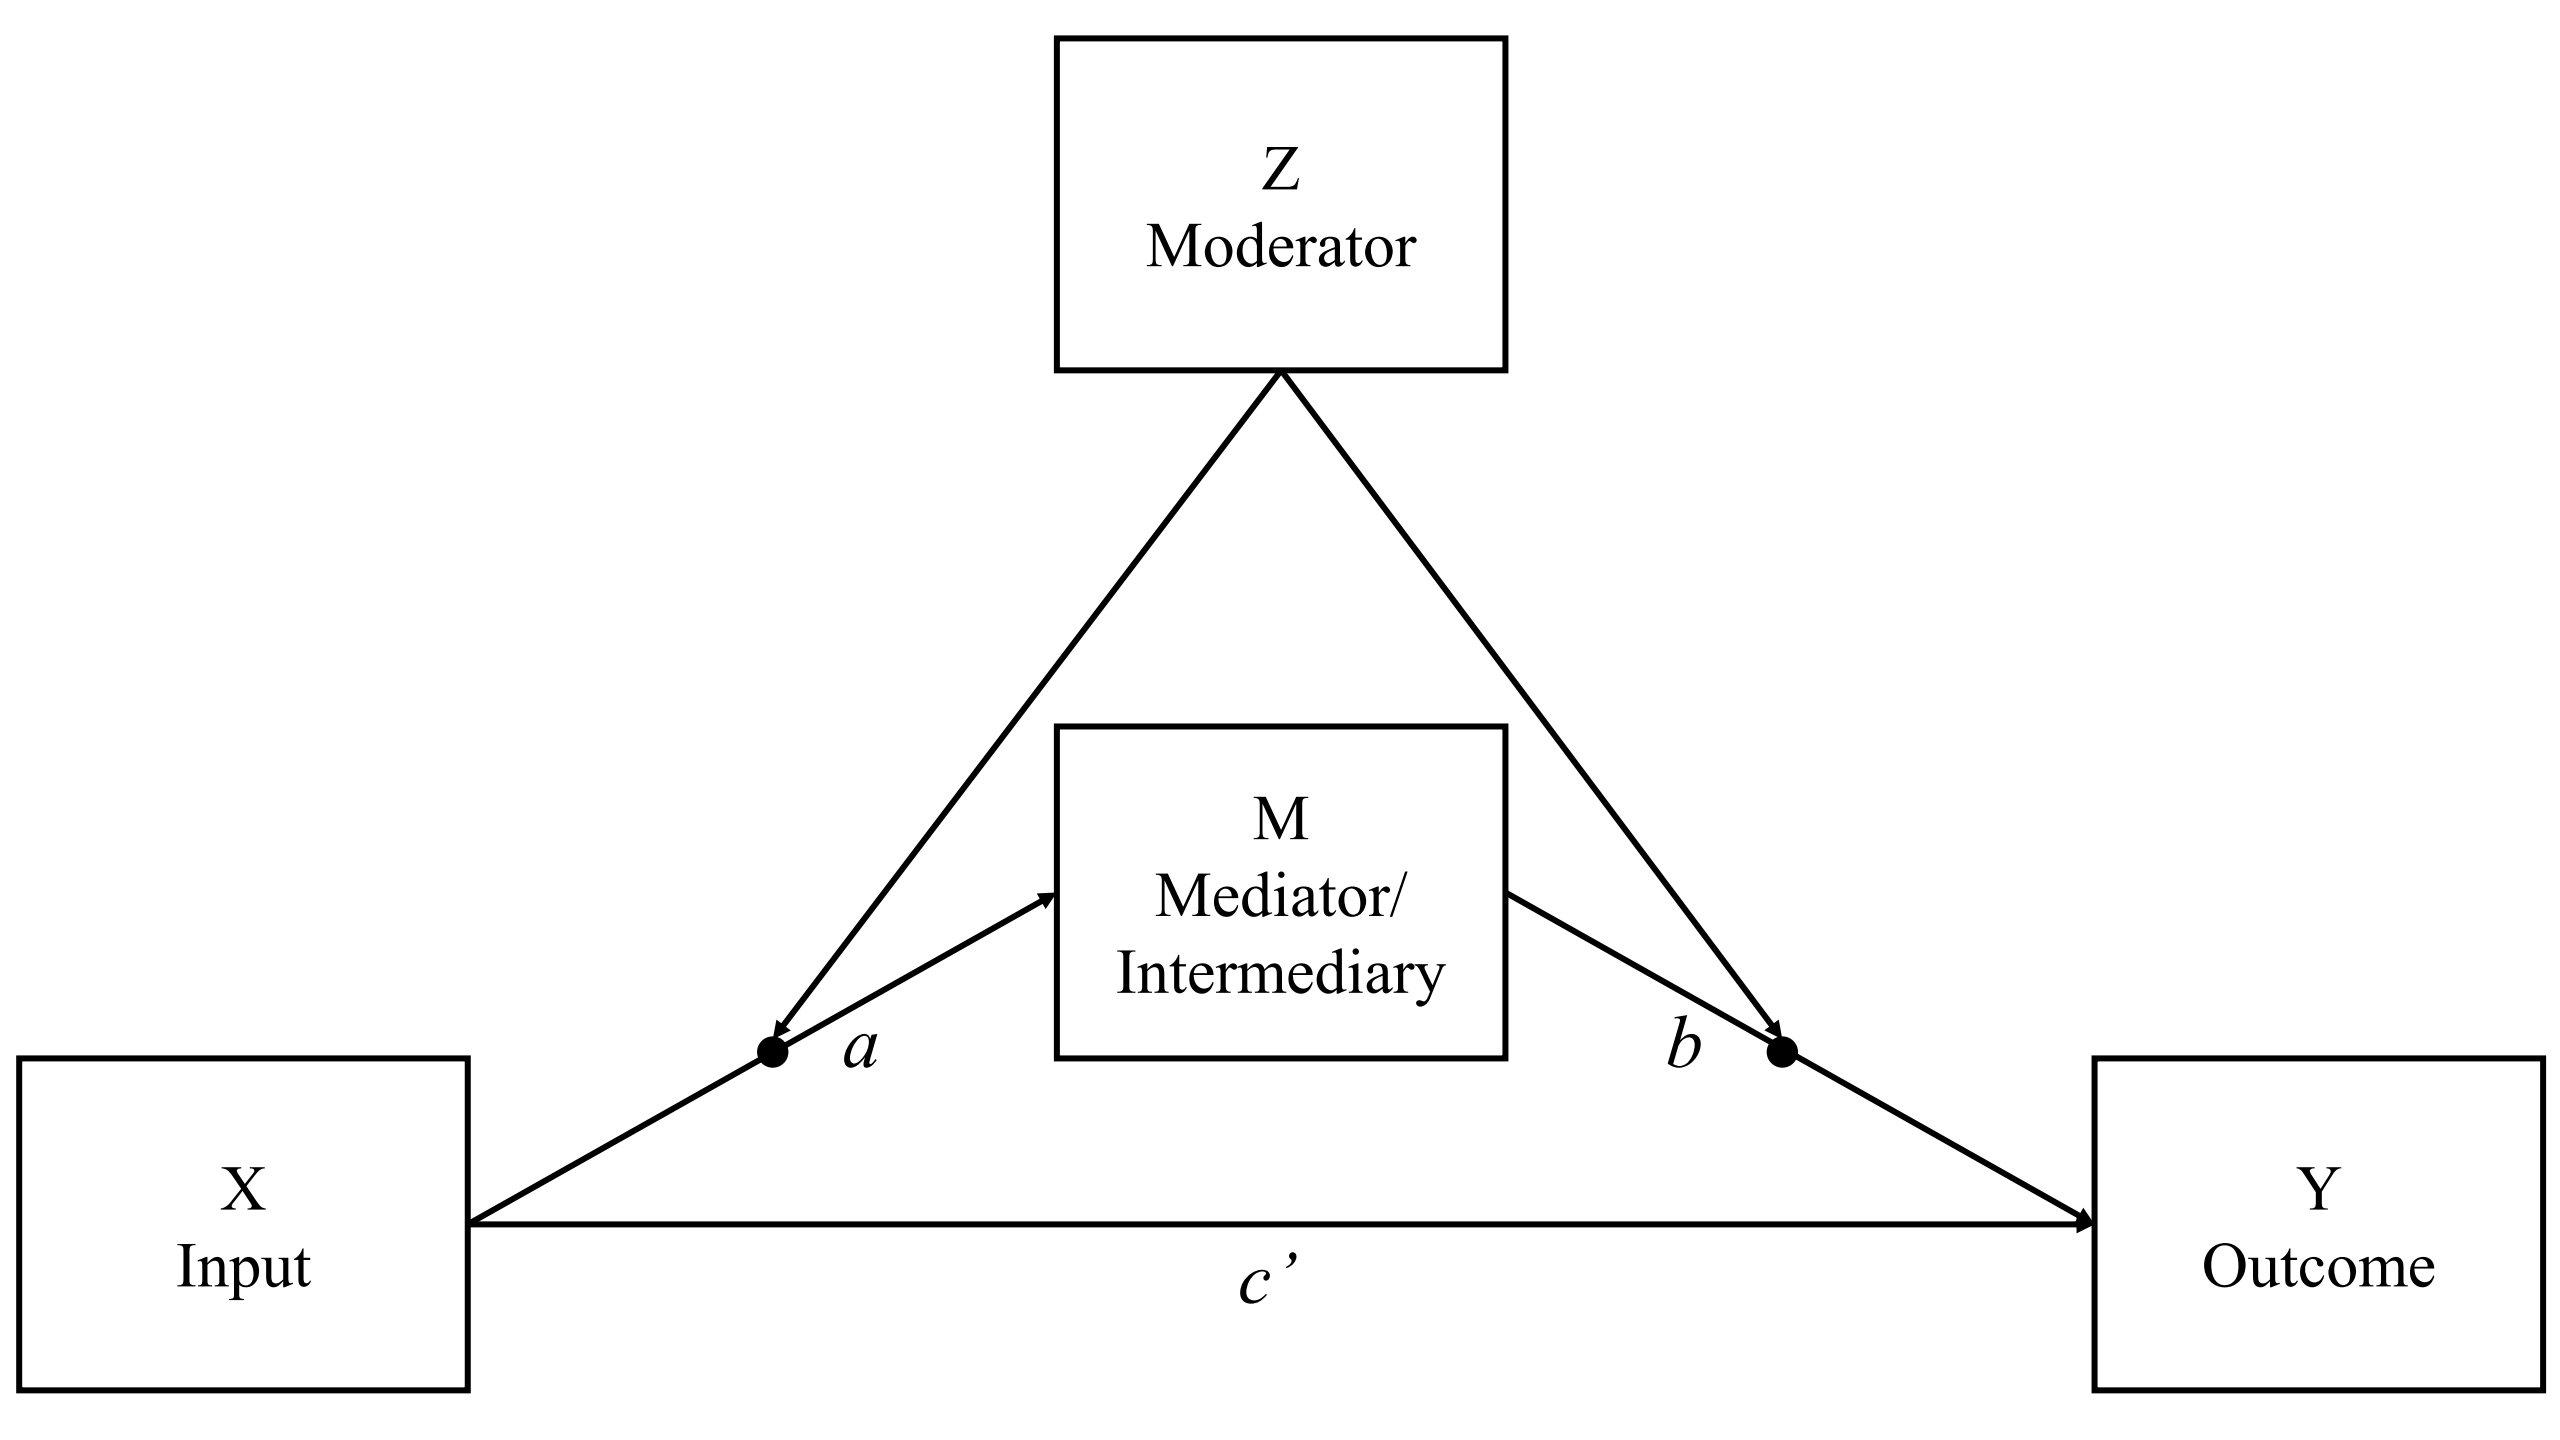 Z
Moderator
M
Mediator/
Intermediary
a
b
X
Input
Y
Outcome
c’